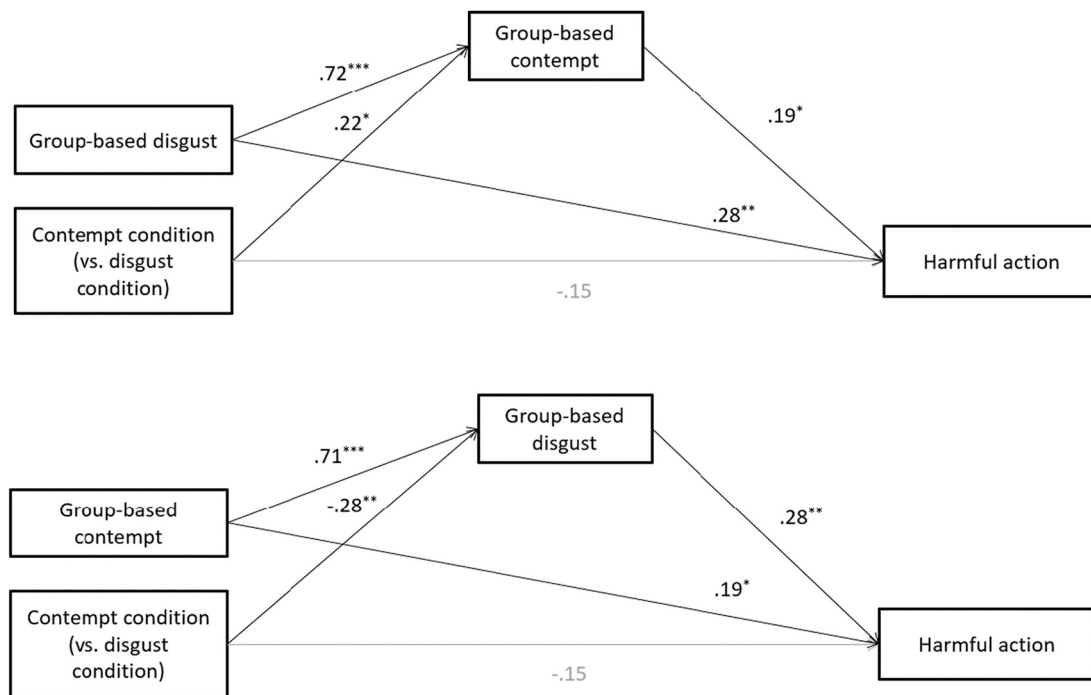 Group-based
contempt
.72***
.22*
.19*
Group-based disgust
.28**
Contempt condition
(vs. disgust
condition)
Harmful action
-.15
Group-based
disgust
.71***
-.28**
.28**
Group-based
contempt
.19*
Contempt condition
(vs. disgust
condition)
Harmful action
-.15